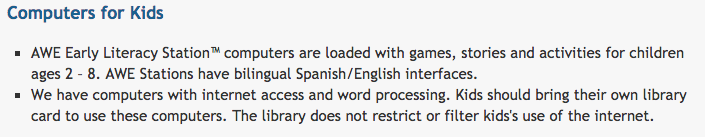 Computers for Kids
▪ AWE Early Literacy Station™ computers are loaded with games, stories and activities for children
ages 2 - 8. AWE Stations have bilingual Spanish/English interfaces.
▪ We have computers with internet access and word processing. Kids should bring their own library
card to use these computers. The library does not restrict or filter kids's use of the internet.